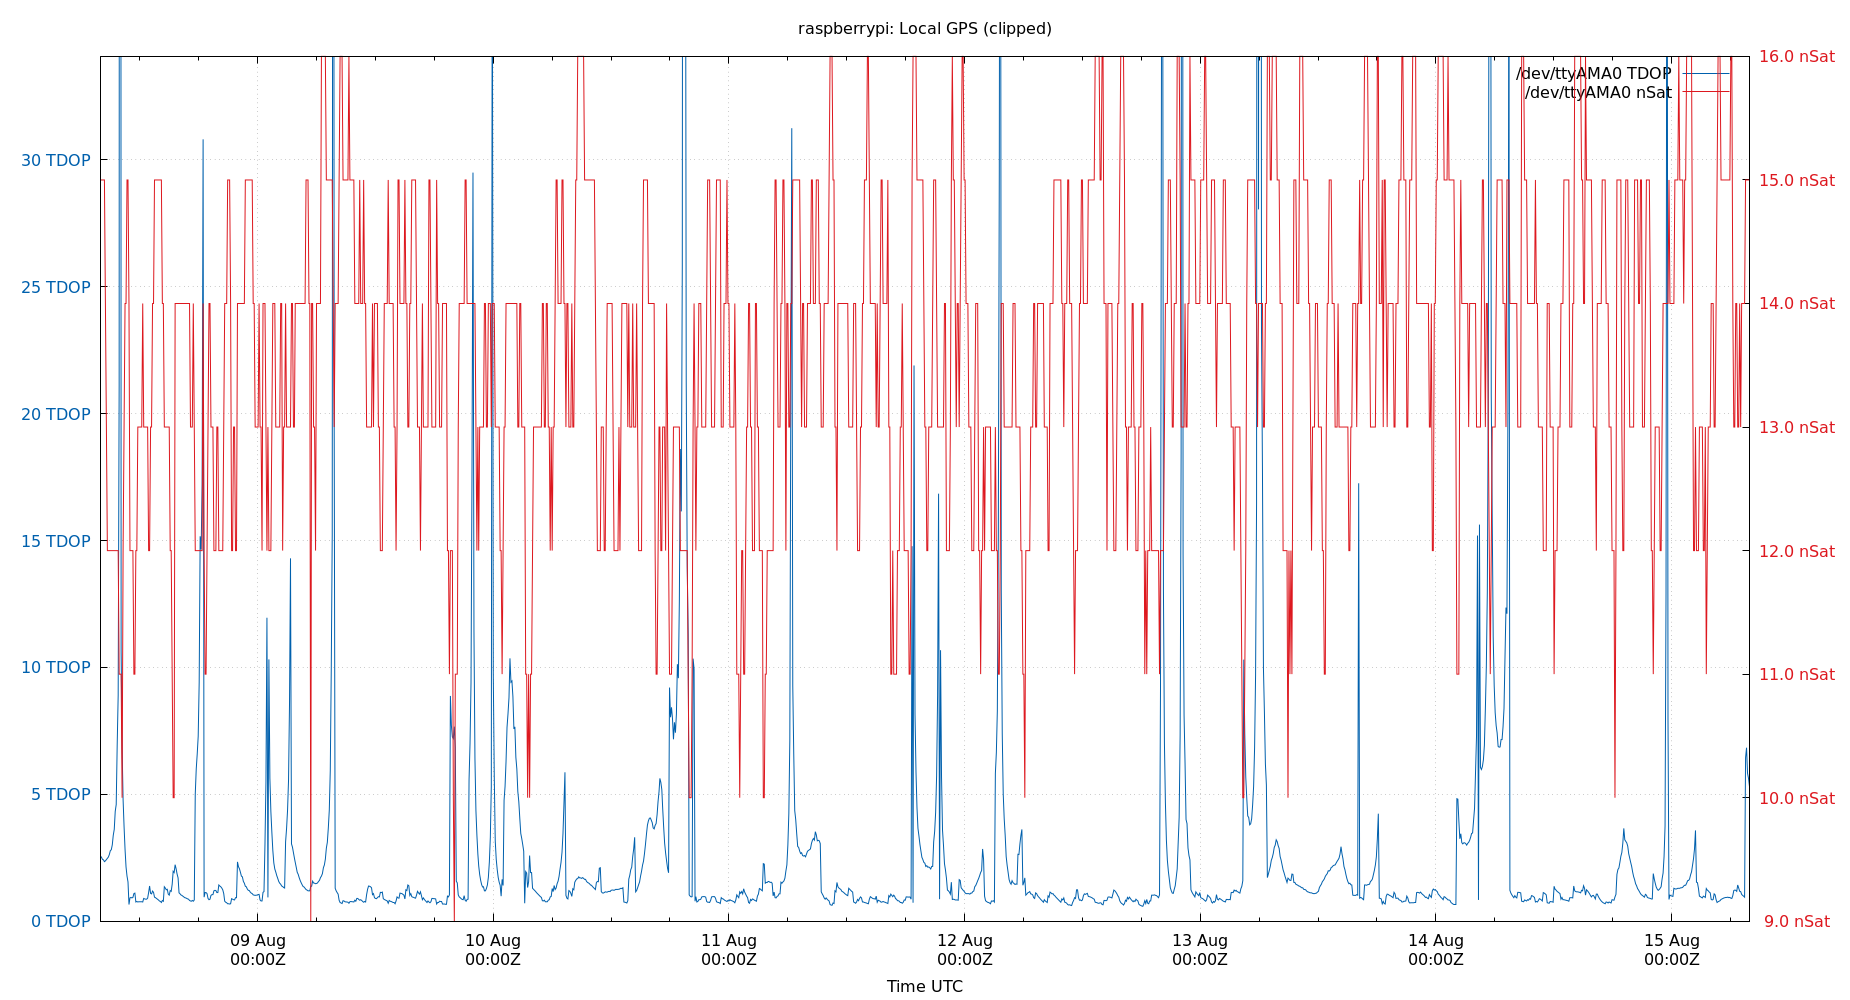 raspberrypi: Local GPS (clipped)
16.0 nSat
/dev/ttyAMA0 TDOP
/dev/ttyAMA0 nSat
30 TDOP
15.0 nSat
25 TDOP
14.0 nSat
20 TDOP
13.0 nSat
15 TDOP
12.0 nSat
10 TDOP
11.0 nSat
5 TDOP
10.0 nSat
0 TDOP
9.0 nSat
09 Aug 10 Aug 11 Aug 12 Aug 13 Aug 14 Aug 15 Aug
00:00Z 00:00Z 00:00Z 00:00Z 00:00Z 00:00Z 00:00Z
Time UTC